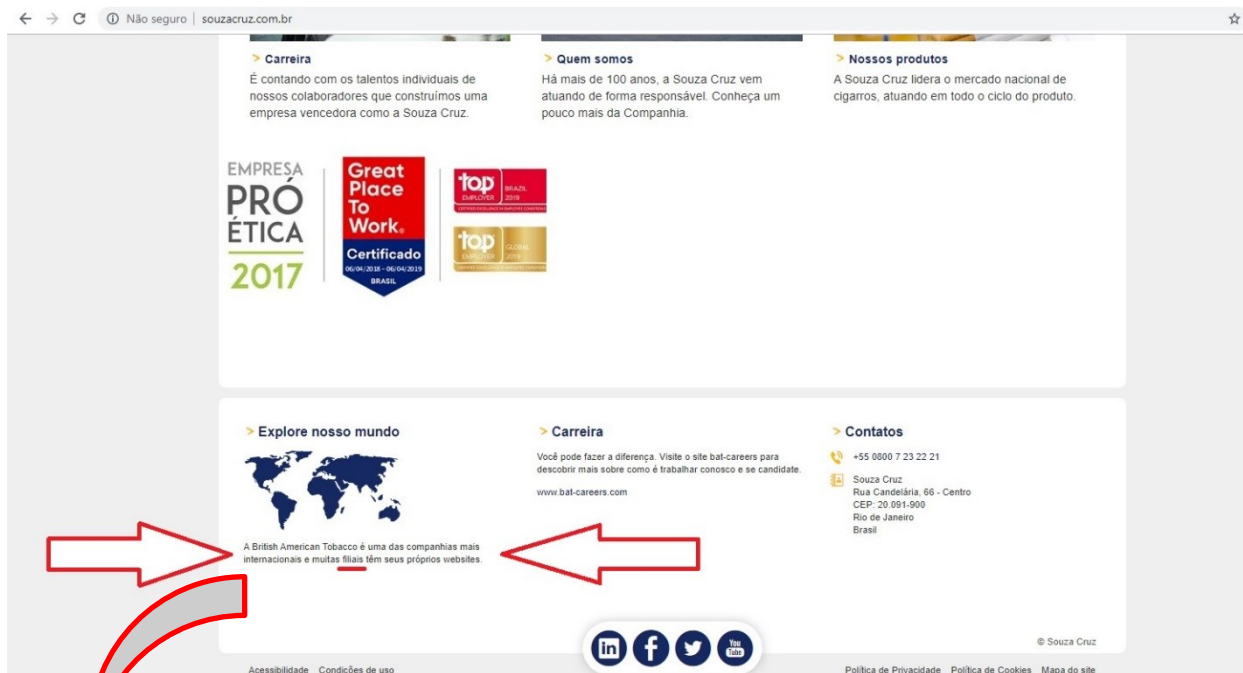 Não seguro | souzacruz.com.br
> Carreira
É contando com os talentos individuais de
nossos colaboradores que construímos uma
empresa vencedora como a Souza Cruz.
> Quem somos
Há mais de 100 anos, a Souza Cruz vem
atuando de forma responsável. Conheça um
pouco mais da Companhia.
> Nossos produtos
A Souza Cruz lidera o mercado nacional de
cigarros, atuando em todo o ciclo do produto.
EMPRESA
PRÓ
ÉTICA
2017
Great
Place
To
Work®
Certificado
06/04/2018 - 06/04/2019
BRASIL
top
EMPLOYER
BRAZIL
2019
top
EMPLOYER
GLOBAL
2019
> Explore nosso mundo
A British American Tobacco é uma das companhias mais
internacionais e muitas filiais têm seus próprios websites.
> Carreira
Você pode fazer a diferença. Visite o site bat-careers para
descobrir mais sobre como é trabalhar conosco e se candidate.
www.bat-careers.com
> Contatos
+55 0800 7 23 22 21
Souza Cruz
Rua Candelária, 66 - Centro
CEP: 20.091-900
Rio de Janeiro
Brasil
in f You Tube
© Souza Cruz
Acessibilidade Condições de uso
Política de Privacidade Política de Cookies Mapa do site